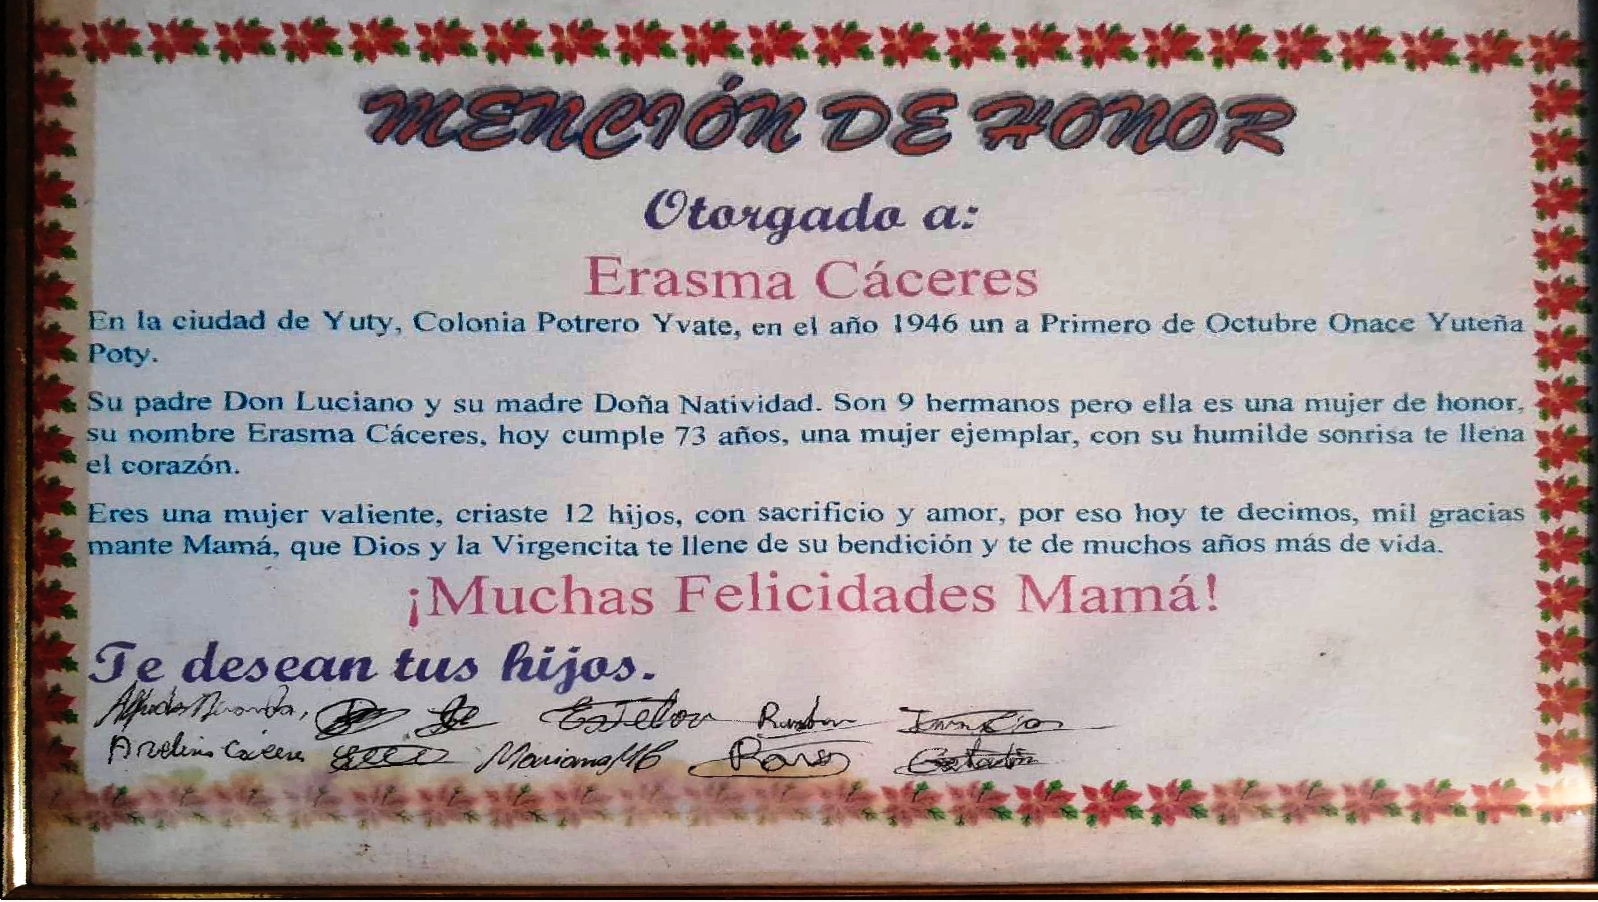 MENCIÓN DE HONOR
Otorgado a:
Erasma Cáceres
En la ciudad de Yuty, Colonia Potrero Yvate, en el año 1946 un a Primero de Octubre Onace Yuteña
Poty.
Su padre Don Luciano y su madre Doña Natividad. Son 9 hermanos pero ella es una mujer de honor,
su nombre Erasma Cáceres, hoy cumple 73 años, una mujer ejemplar, con su humilde sonrisa te llena
el corazón.
Eres una mujer valiente, criaste 12 hijos, con sacrificio y amor, por eso hoy te decimos, mil gracias
mante Mamá, que Dios y la Virgencita te llene de su bendición y te de muchos años más de vida.
¡Muchas Felicidades Mamá!
Te desean tus hijos.